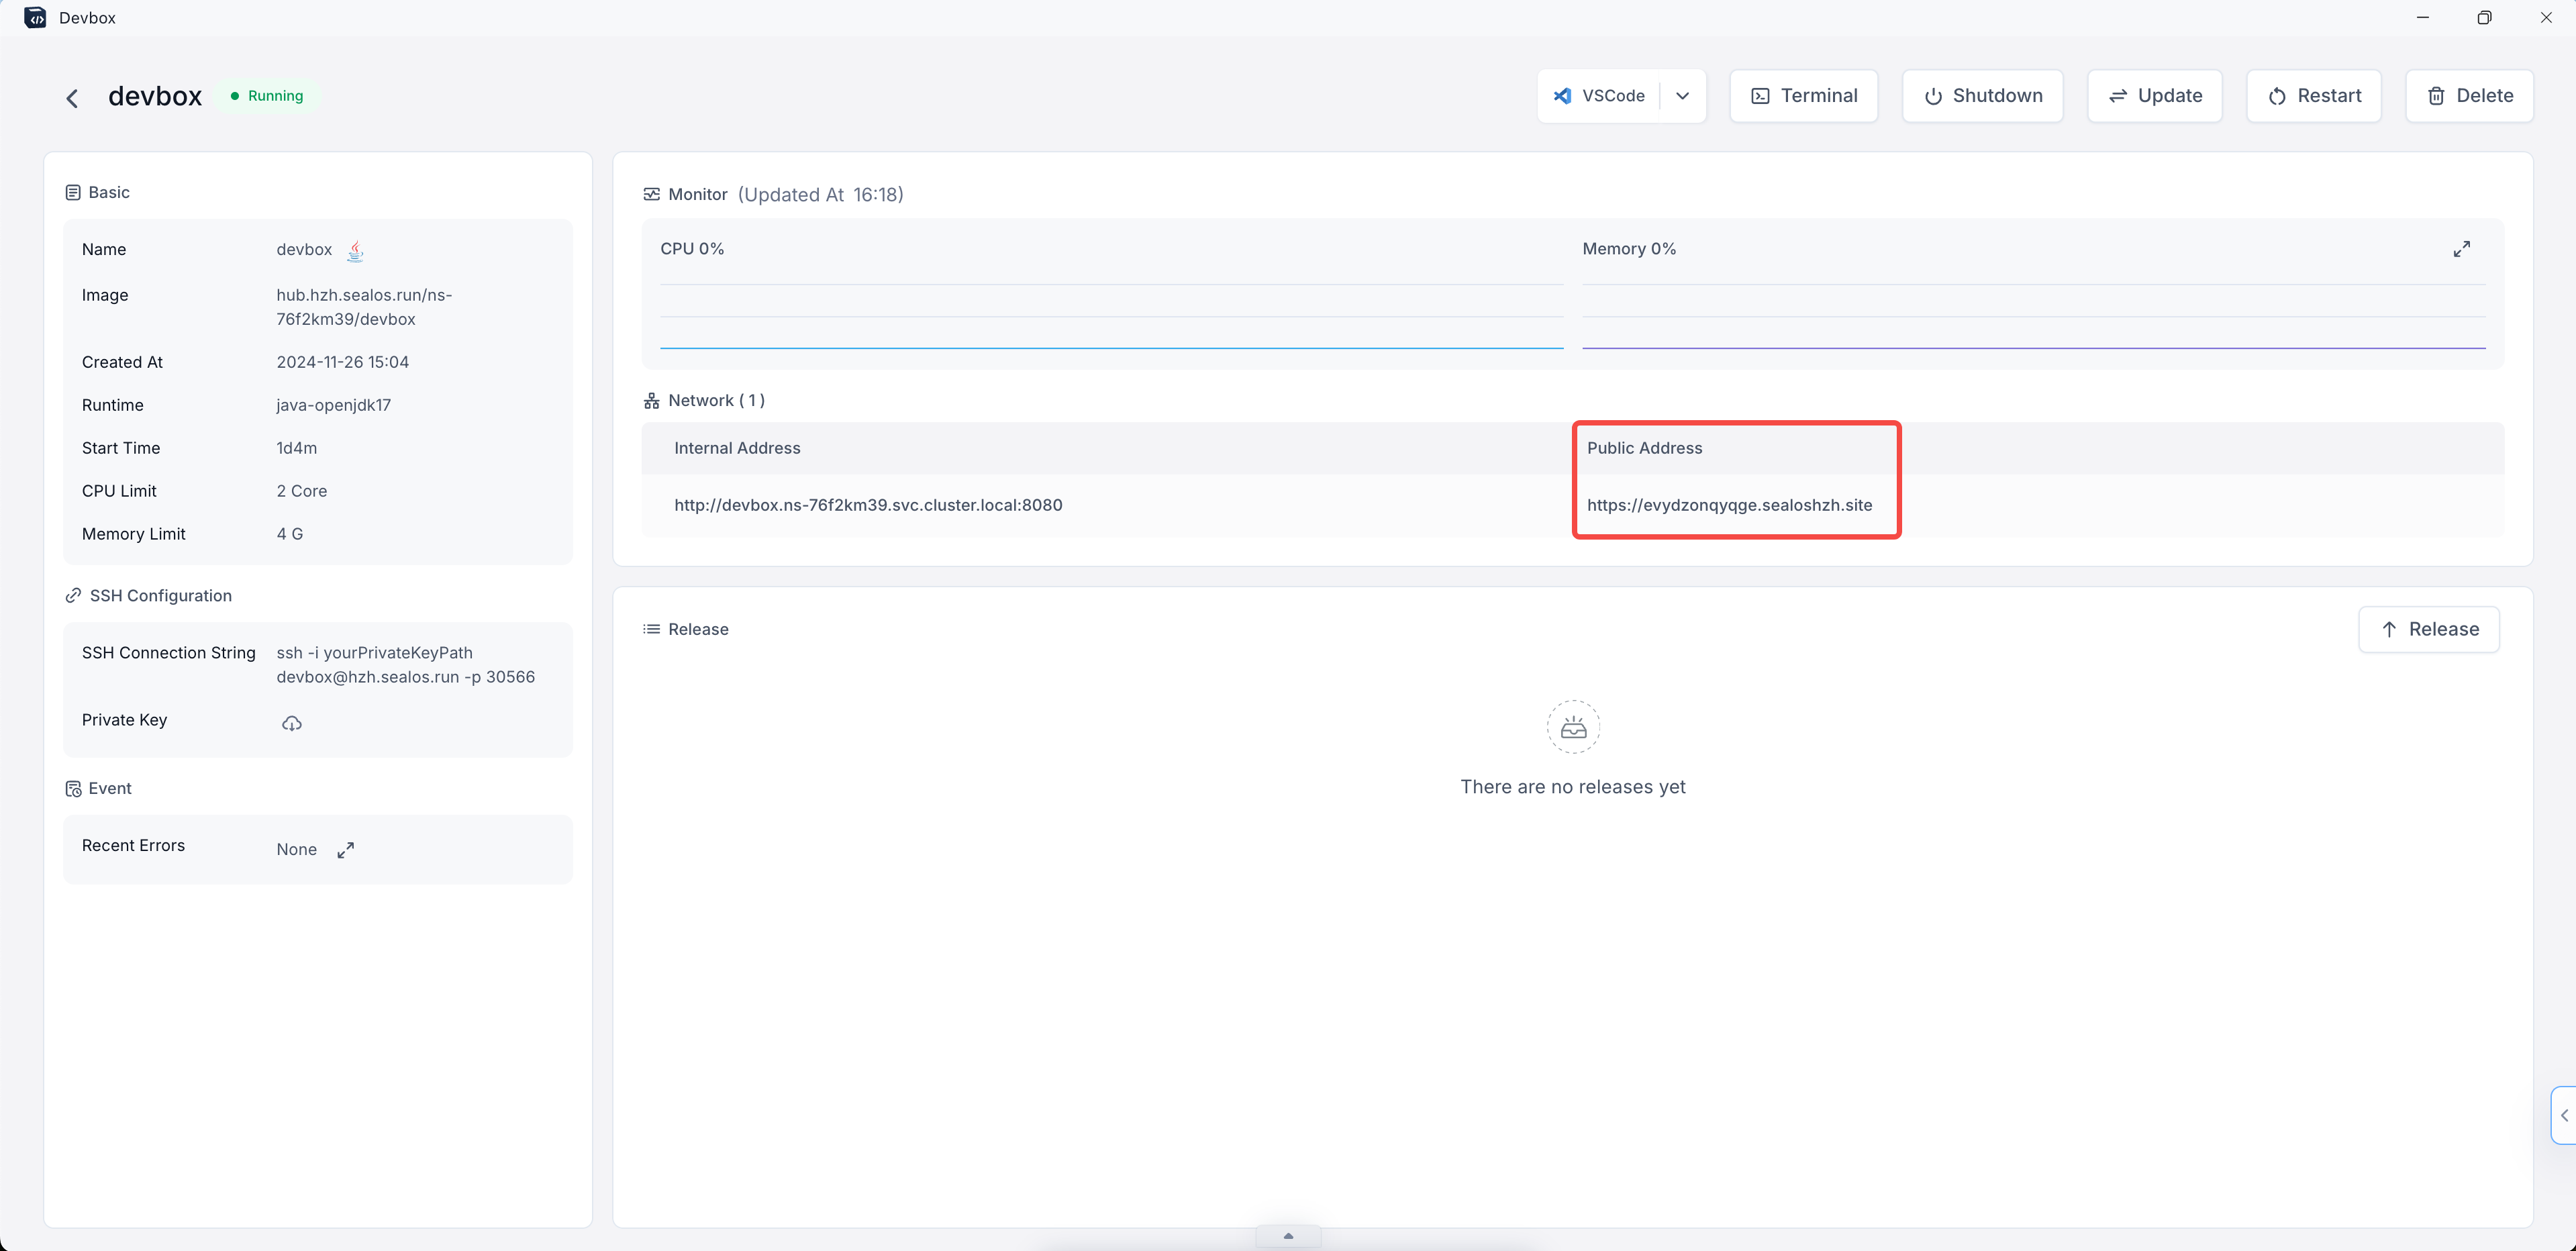 Devbox
devbox
Running
VSCode
Terminal
Shutdown
Update
Restart
Delete
Basic
Name devbox
Image hub.hzh.sealos.run/ns-
76f2km39/devbox
Created At 2024-11-26 15:04
Runtime java-openjdk17
Start Time 1d4m
CPU Limit 2 Core
Memory Limit 4 G
SSH Configuration
SSH Connection String ssh -i yourPrivateKeyPath
devbox@hzh.sealos.run -p 30566
Private Key
Event
Recent Errors None
Monitor (Updated At 16:18)
CPU 0%
Memory 0%
Network ( 1 )
Internal Address Public Address
http://devbox.ns-76f2km39.svc.cluster.local:8080 https://evydzonqyqge.sealoshzh.site
Release
Release
There are no releases yet